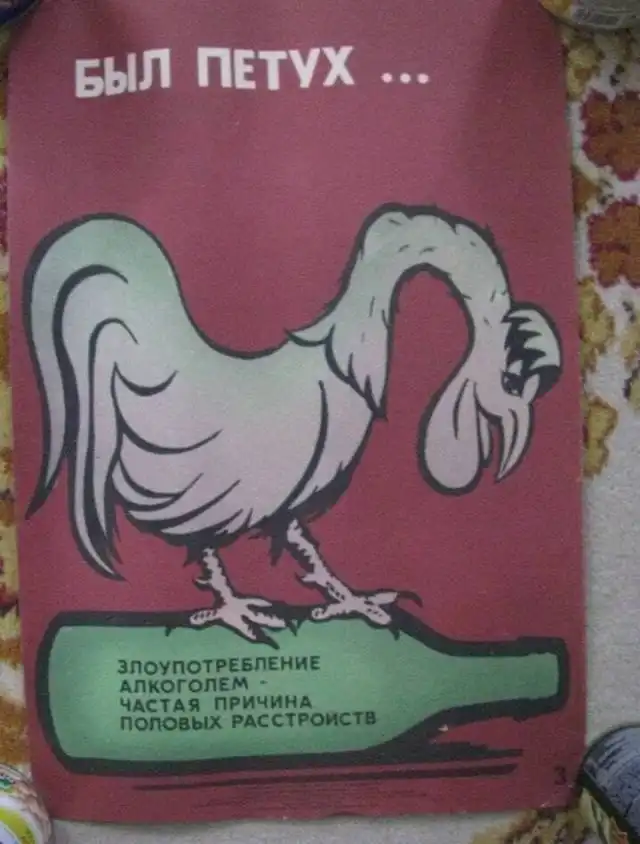 БЫЛ ПЕТУХ ...
ЗЛОУПОТРЕБЛЕНИЕ
АЛКОГОЛЕМ -
ЧАСТАЯ ПРИЧИНА
ПОЛОВЫХ РАССТРОЙСТВ
3